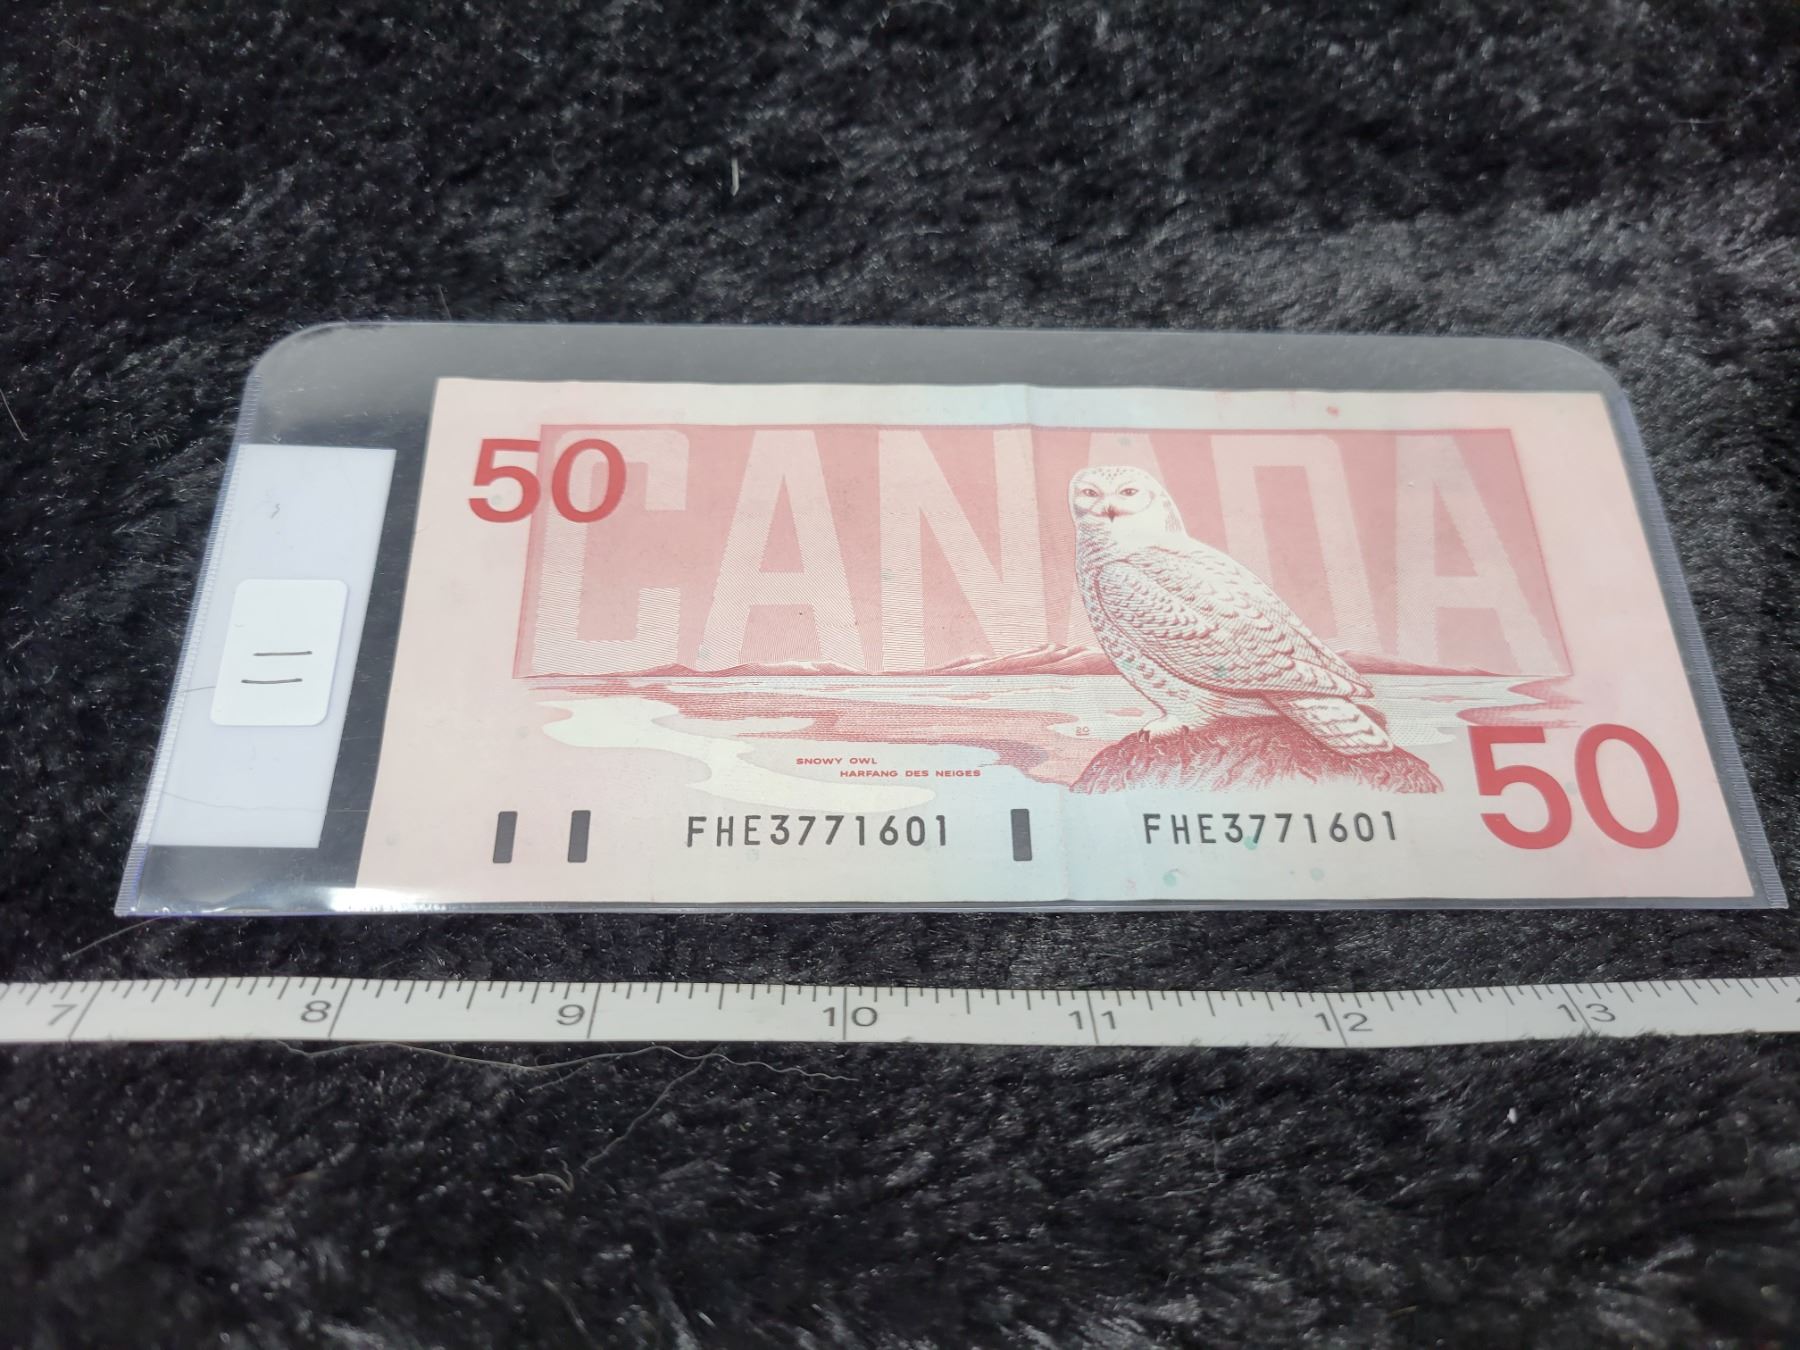 50 CANADA
SNOWY OWL
HARFANG DES NEIGES
FHE3771601 FHE3771601 50
7 8 9 10 11 12 13